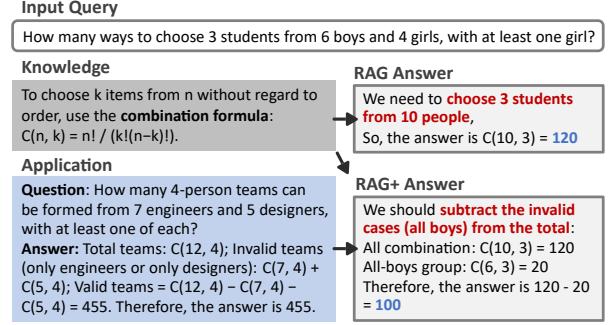 Input Query
How many ways to choose 3 students from 6 boys and 4 girls, with at least one girl?
Knowledge
To choose k items from n without regard to
order, use the combination formula:
C(n, k) = n! / (k!(n−k)!).
RAG Answer
We need to choose 3 students
from 10 people,
So, the answer is C(10, 3) = 120
Application
Question: How many 4-person teams can
be formed from 7 engineers and 5 designers,
with at least one of each?
Answer: Total teams: C(12, 4); Invalid teams
(only engineers or only designers): C(7, 4) +
C(5, 4); Valid teams = C(12, 4) − C(7, 4) −
C(5, 4) = 455. Therefore, the answer is 455.
RAG+ Answer
We should subtract the invalid
cases (all boys) from the total:
All combination: C(10, 3) = 120
All-boys group: C(6, 3) = 20
Therefore, the answer is 120 - 20
= 100